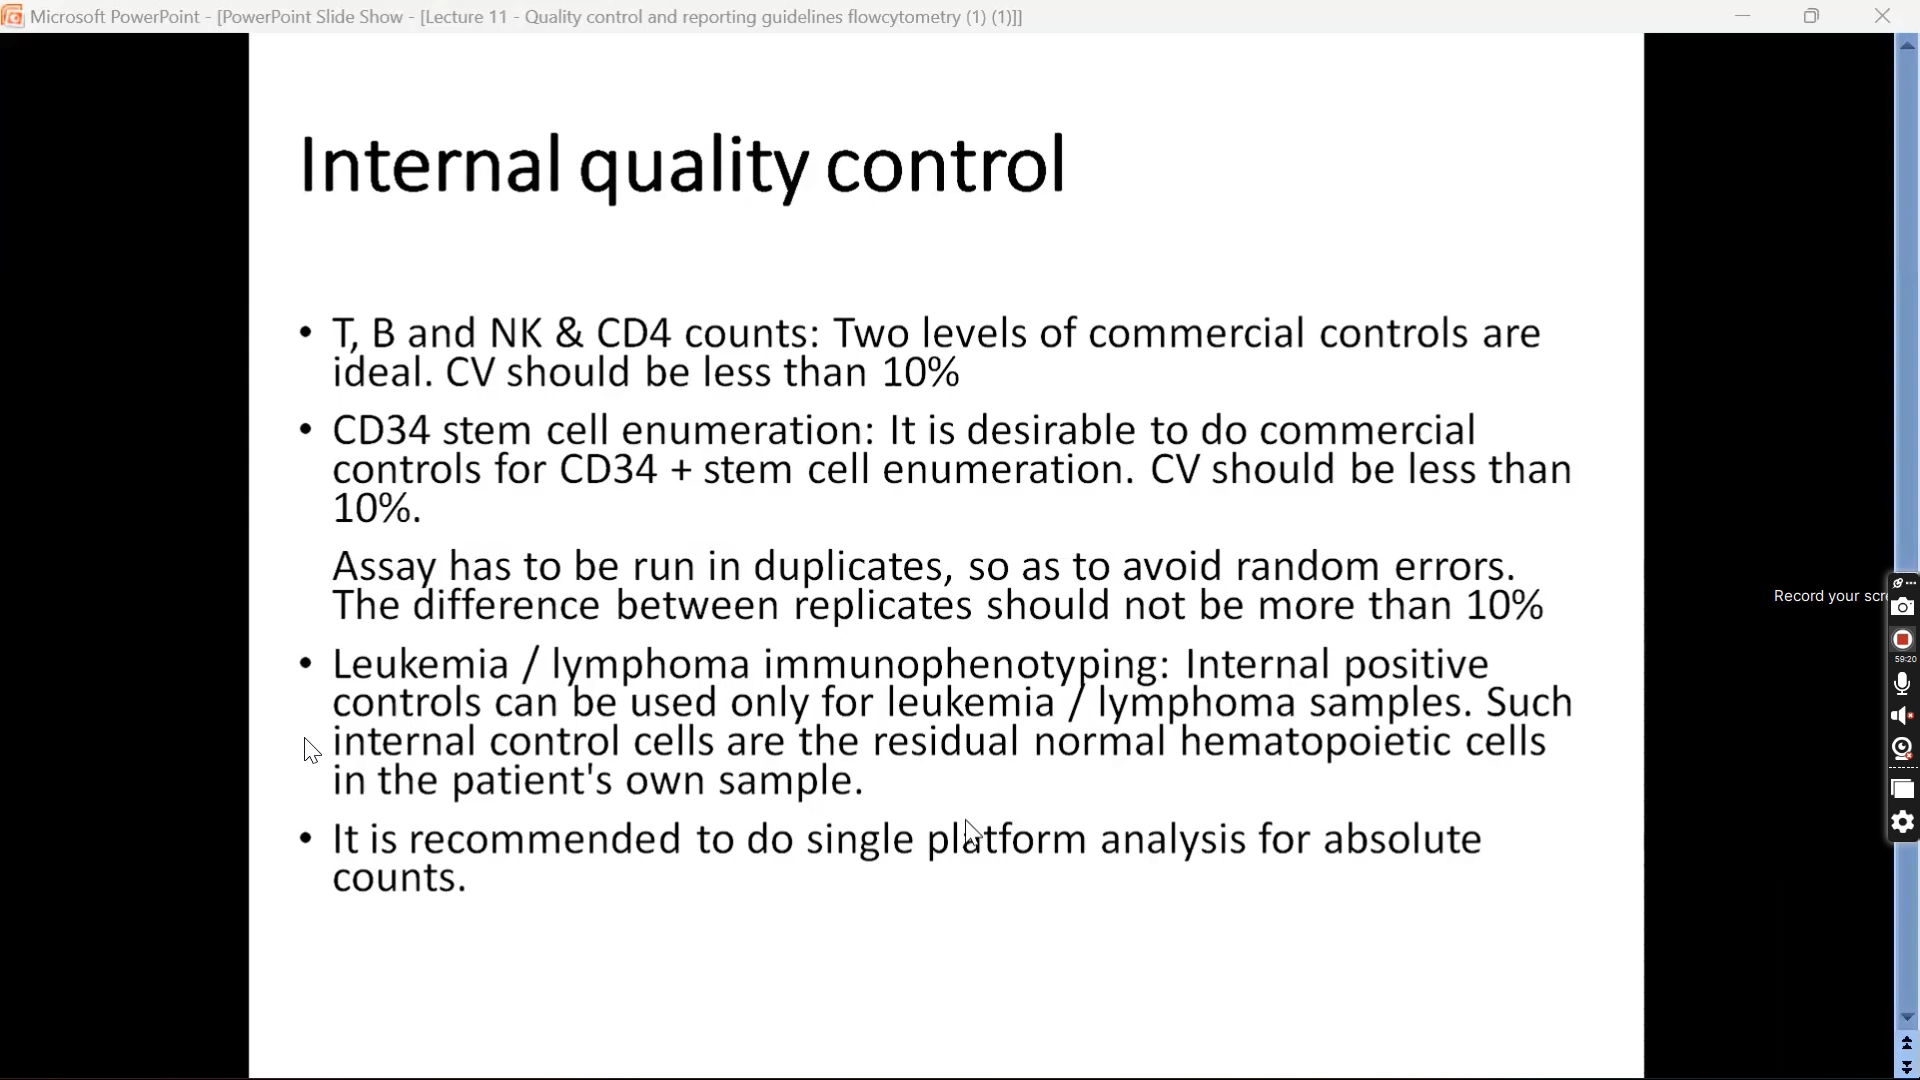 Microsoft PowerPoint - [PowerPoint Slide Show - [Lecture 11 - Quality control and reporting guidelines flowcytometry (1) (1)]]
Internal quality control
• T, B and NK & CD4 counts: Two levels of commercial controls are
ideal. CV should be less than 10%
• CD34 stem cell enumeration: It is desirable to do commercial
controls for CD34 + stem cell enumeration. CV should be less than
10%.
Assay has to be run in duplicates, so as to avoid random errors.
The difference between replicates should not be more than 10%
Record your scre
• Leukemia / lymphoma immunophenotyping: Internal positive
controls can be used only for leukemia / lymphoma samples. Such
internal control cells are the residual normal hematopoietic cells
in the patient's own sample.
59:20
• It is recommended to do single platform analysis for absolute
counts.